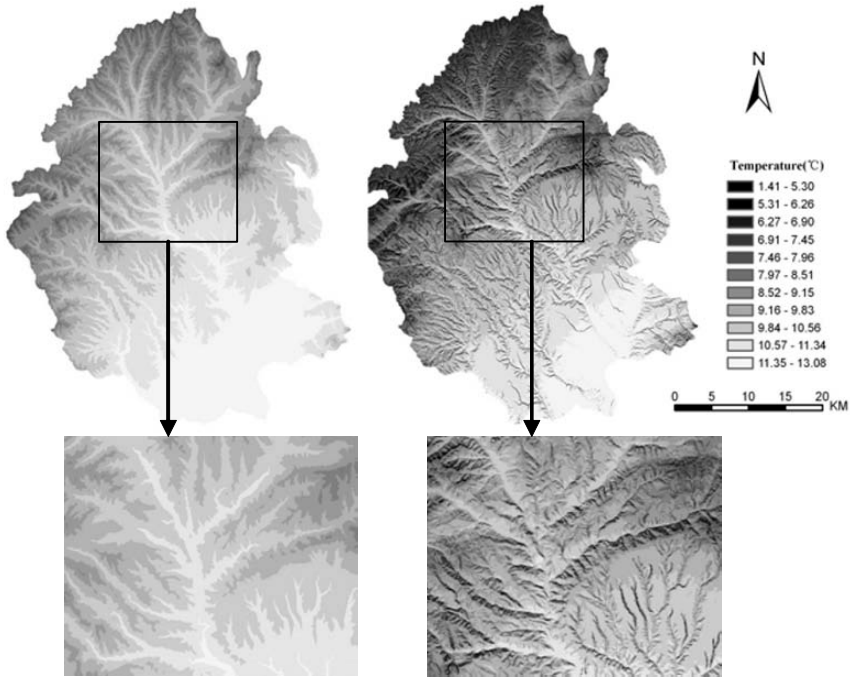 N
Temperature(℃)
1.41 - 5.30
5.31 - 6.26
6.27 - 6.90
6.91 - 7.45
7.46 - 7.96
7.97 - 8.51
8.52 - 9.15
9.16 - 9.83
9.84 - 10.56
10.57 - 11.34
11.35 - 13.08
0 5 10 15 20
KM